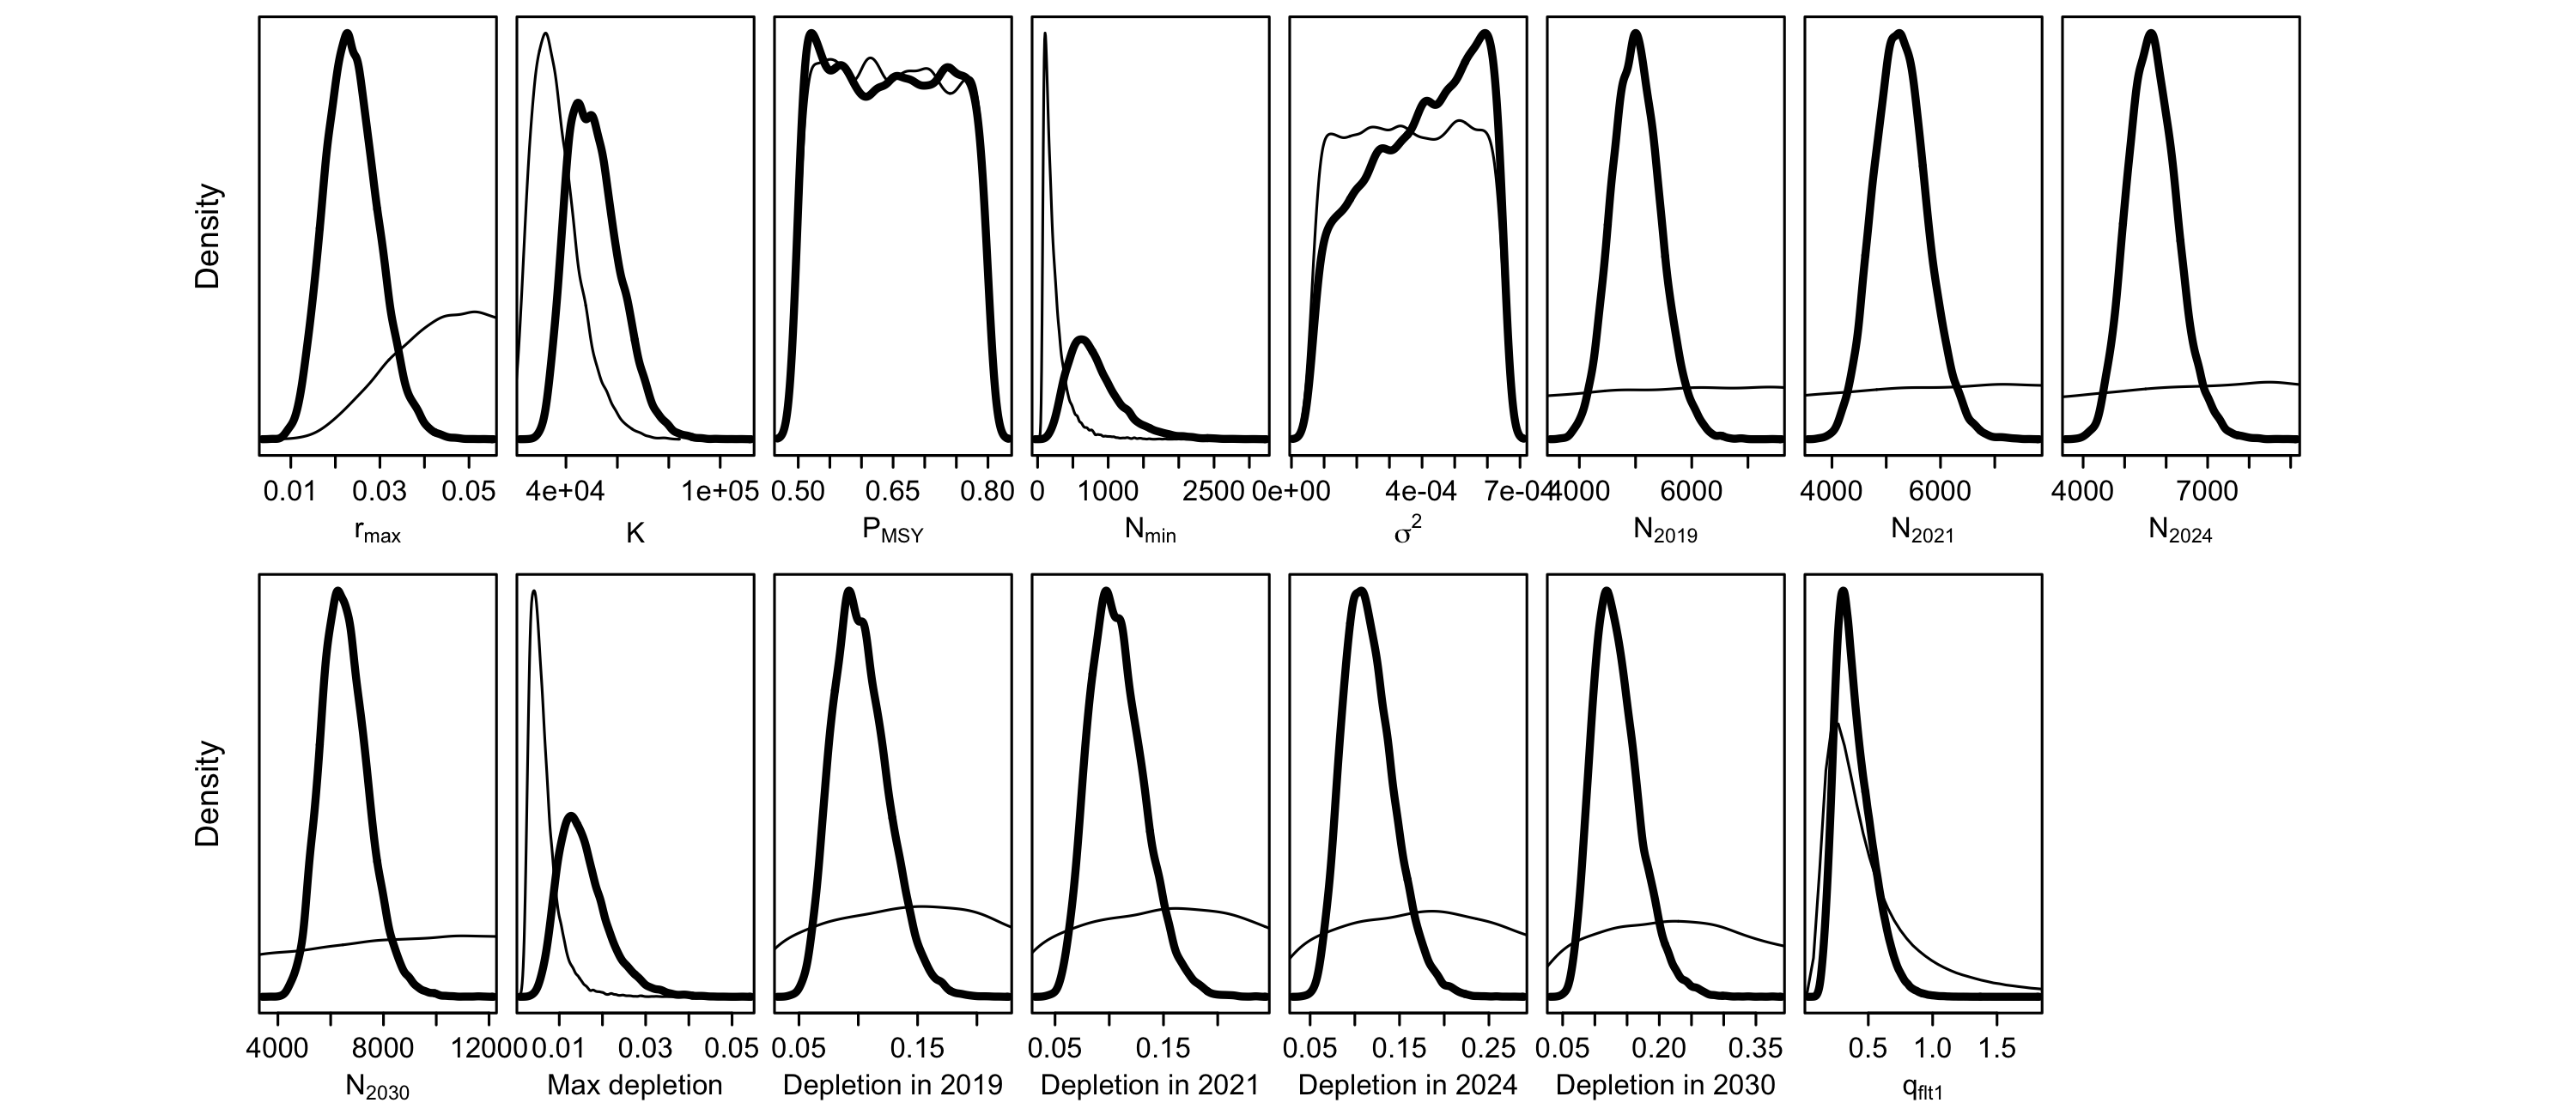 Density
0.01 0.03 0.05 4e+04 1e+05 0.50 0.65 0.80 0 1000 2500 0e+00 4e-04 7e-04 4000 6000 4000 6000 4000 7000
rmax K PMSY Nmin σ2 N2019 N2021 N2024
Density
4000 8000 12000 0.01 0.03 0.05 0.05 0.15 0.05 0.15 0.05 0.15 0.25 0.05 0.20 0.35 0.5 1.0 1.5
N2030 Max depletion Depletion in 2019 Depletion in 2021 Depletion in 2024 Depletion in 2030 qflt1